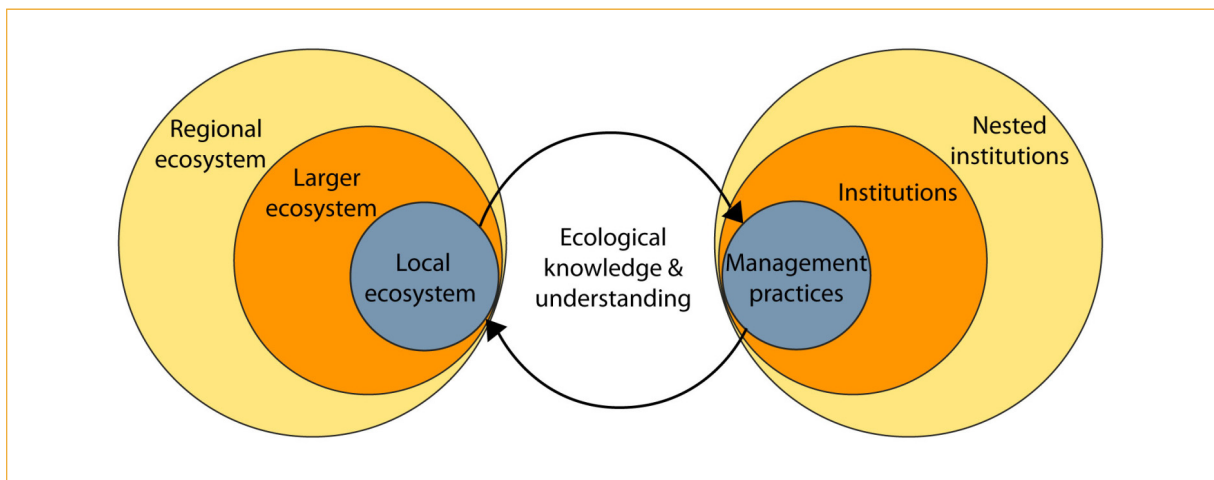 Regional
ecosystem
Larger
ecosystem
Local
ecosystem
Ecological
knowledge &
understanding
Management
practices
Institutions
Nested
institutions